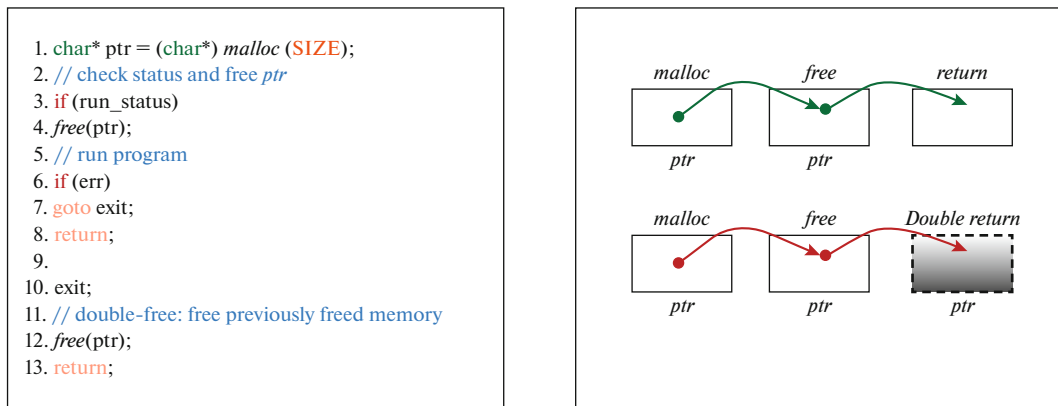 1. char* ptr = (char*) malloc (SIZE);
2. // check status and free ptr
3. if (run_status)
4. free(ptr);
5. // run program
6. if (err)
7. goto exit;
8. return;
9.
10. exit;
11. // double-free: free previously freed memory
12. free(ptr);
13. return;
malloc free return
ptr ptr
malloc free Double return
ptr ptr ptr